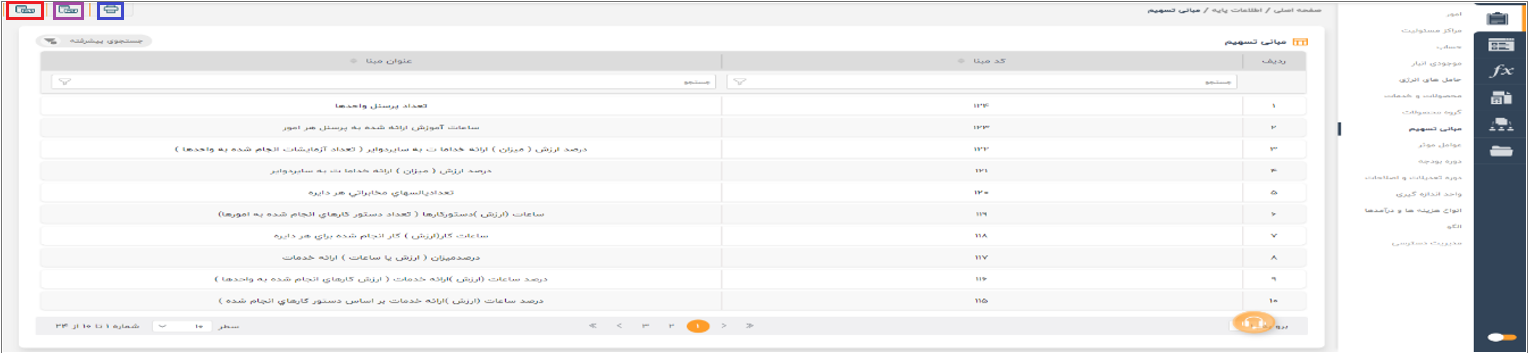 صفحه اصلی / اطلاعات پایه / مبانی تسهیم
امور
مراکز مسئولیت
حساب
موجودی انبار
حامل های انرژی
محصولات و خدمات
گروه محصولات
مبانی تسهیم
عوامل موثر
دوره بودجه
دوره تعدیلات و اصلاحات
واحد اندازه گیری
انواع هزینه ها و درآمدها
الگو
مدیریت دسترسی
fx
مبانی تسهیم
جستجوی پیشرفته
ردیف کد مبنا عنوان مبنا
جستجو جستجو
۱ ۱۲۴ تعداد پرسنل واحدها
۲ ۱۲۳ ساعات آموزش ارائه شده به پرسنل هر امور
۳ ۱۲۲ درصد ارزش ( میزان ) ارائه خداما ت به سایردوایر ( تعداد آزمایشات انجام شده به واحدها )
۴ ۱۲۱ درصد ارزش ( میزان ) ارائه خداما ت به سایردوایر
۵ ۱۲۰ تعدادپالسهای مخابراتی هر دایره
۶ ۱۱۹ ساعات (ارزش )دستورکارها ( تعداد دستور کارهای انجام شده به امورها)
۷ ۱۱۸ ساعات کار(ارزش ) کار انجام شده برای هر دایره
۸ ۱۱۷ درصدمیزان ( ارزش یا ساعات ) ارائه خدمات
۹ ۱۱۶ درصد ساعات (ارزش )ارائه خدمات ( ارزش کارهای انجام شده به واحدها )
۱۰ ۱۱۵ درصد ساعات (ارزش )ارائه خدمات بر اساس دستور کارهای انجام شده )
برو به
« < ۳ ۲ ۱ > »
سطر ۱۰ شماره ۱ تا ۱۰ از ۲۴